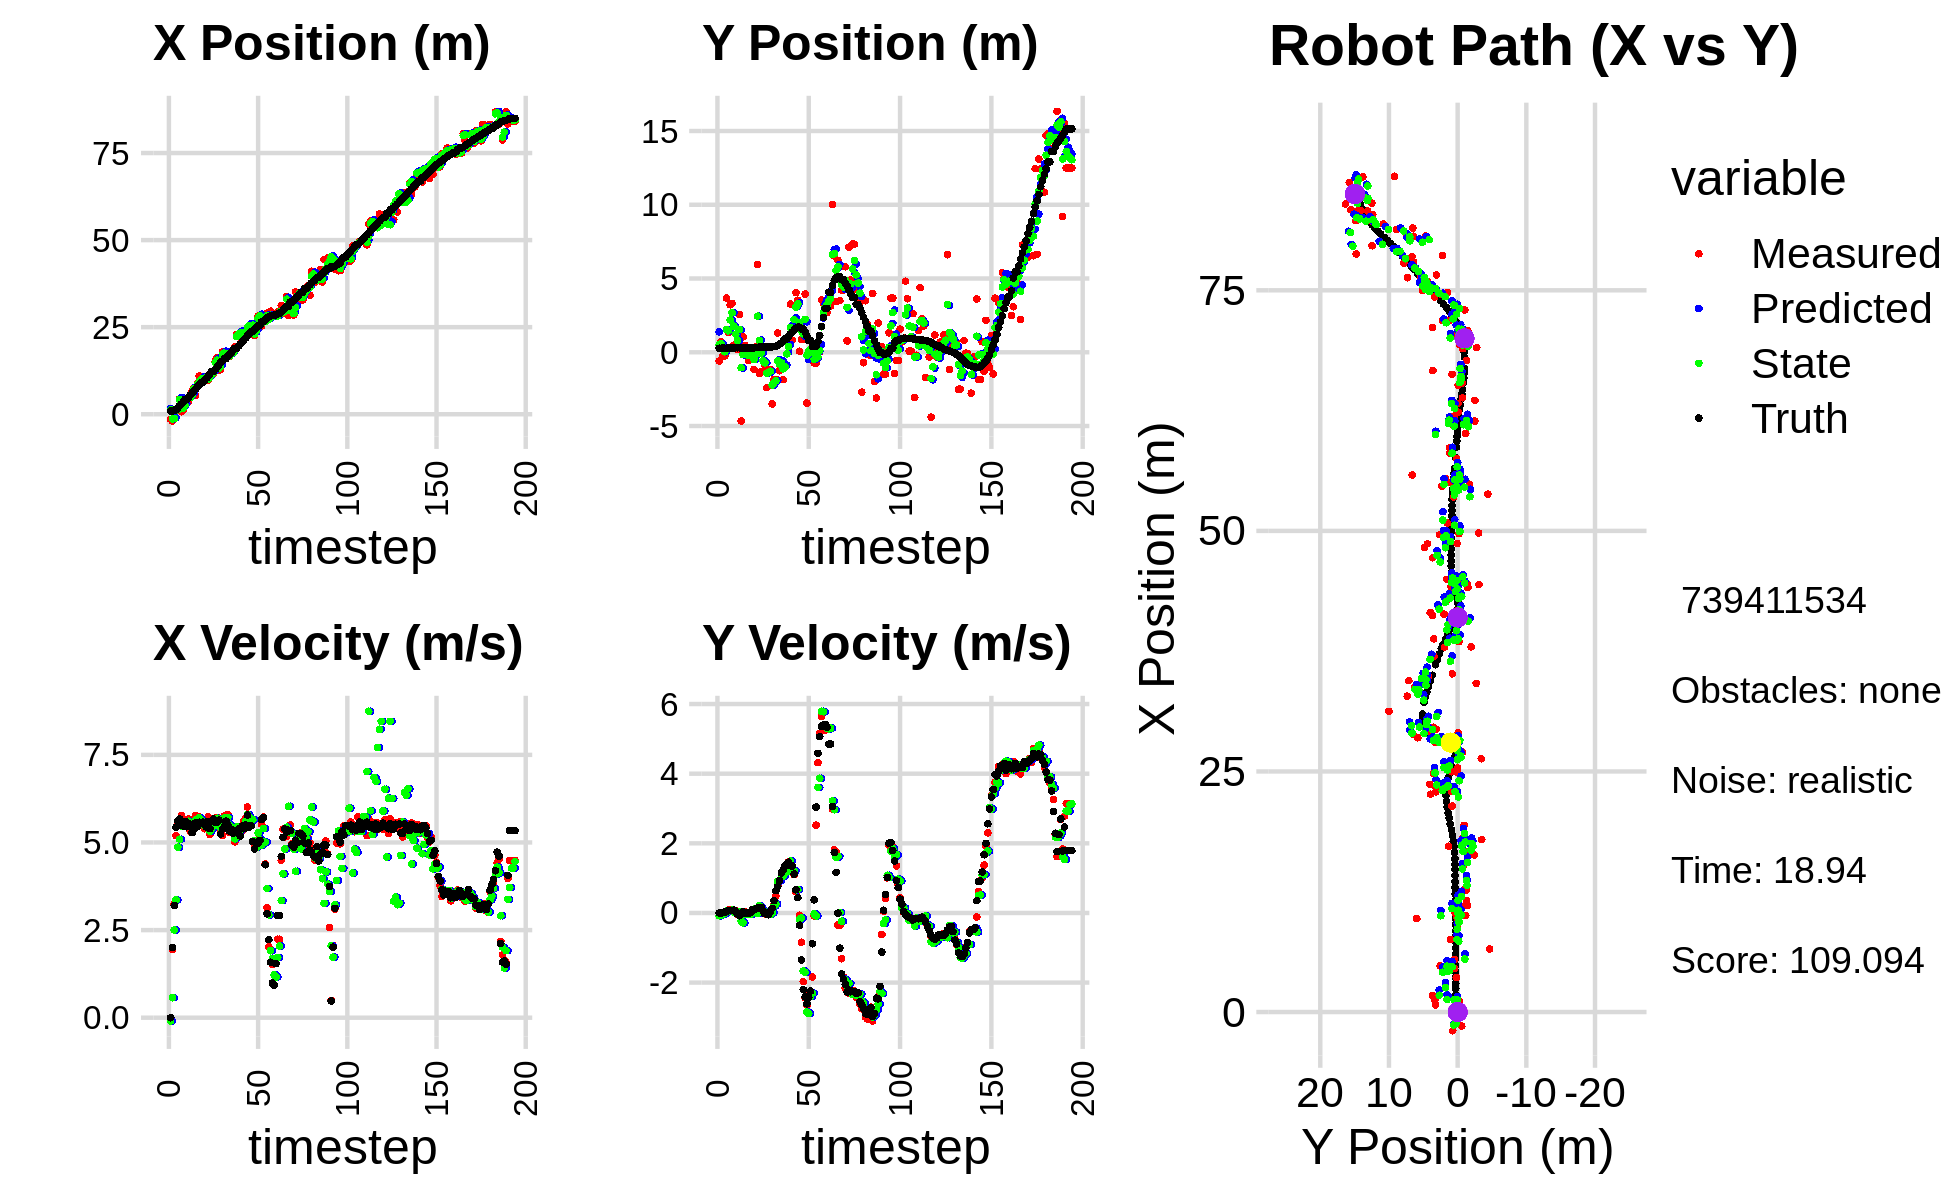 X Position (m)
75
50
25
0
0
50
100
150
200
timestep
Y Position (m)
15
10
5
0
-5
0
50
100
150
200
timestep
X Velocity (m/s)
7.5
5.0
2.5
0.0
0
50
100
150
200
timestep
Y Velocity (m/s)
6
4
2
0
-2
0
50
100
150
200
timestep
Robot Path (X vs Y)
X Position (m)
75
50
25
0
20 10 0 -10 -20
Y Position (m)
variable
Measured
Predicted
State
Truth
739411534
Obstacles: none
Noise: realistic
Time: 18.94
Score: 109.094